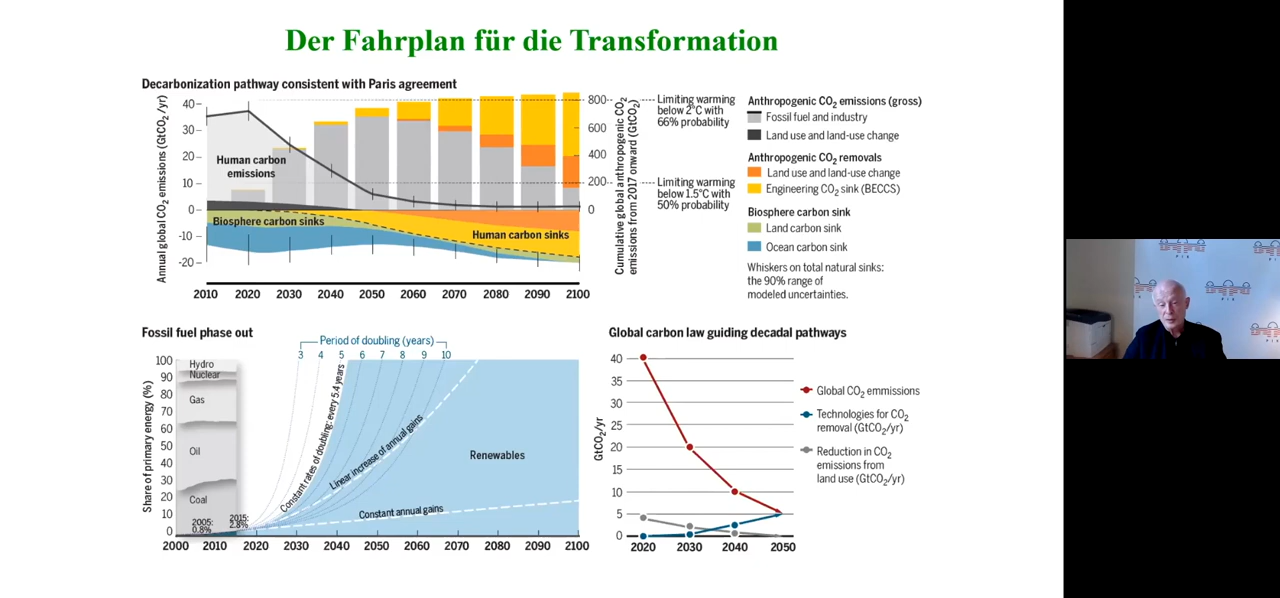 Der Fahrplan für die Transformation
Decarbonization pathway consistent with Paris agreement
Annual global CO2 emissions (GtCO2/yr)
40
30
20
10
0
-10
-20
Human carbon
emissions
Biosphere carbon sinks
Human carbon sinks
2010 2020 2030 2040 2050 2060 2070 2080 2090 2100
800
600
400
200
0
Cumulative global anthropogenic CO2
emissions from 2017 onward (GtCO2)
Limiting warming
below 2°C with
66% probability
Limiting warming
below 1.5°C with
50% probability
Anthropogenic CO2 emissions (gross)
Fossil fuel and industry
Land use and land-use change
Anthropogenic CO2 removals
Land use and land-use change
Engineering CO2 sink (BECCS)
Biosphere carbon sink
Land carbon sink
Ocean carbon sink
Whiskers on total natural sinks:
the 90% range of
modeled uncertainties.
Fossil fuel phase out
Period of doubling (years)
3 4 5 6 7 8 9 10
Share of primary energy (%)
100
90
80
70
60
50
40
30
20
10
0
Hydro
Nuclear
Gas
Oil
Coal
2005:
0.8%
2015:
2.8%
Constant rates of doubling: every 5.4 years
Linear increase of annual gains
Constant annual gains
Renewables
2000 2010 2020 2030 2040 2050 2060 2070 2080 2090 2100
Global carbon law guiding decadal pathways
GtCO2/yr
40
35
30
20
15
10
5
0
2020 2030 2040 2050
Global CO2 emmissions
Technologies for CO2
removal (GtCO2/yr)
Reduction in CO2
emissions from
land use (GtCO2/yr)
PIK
PIK